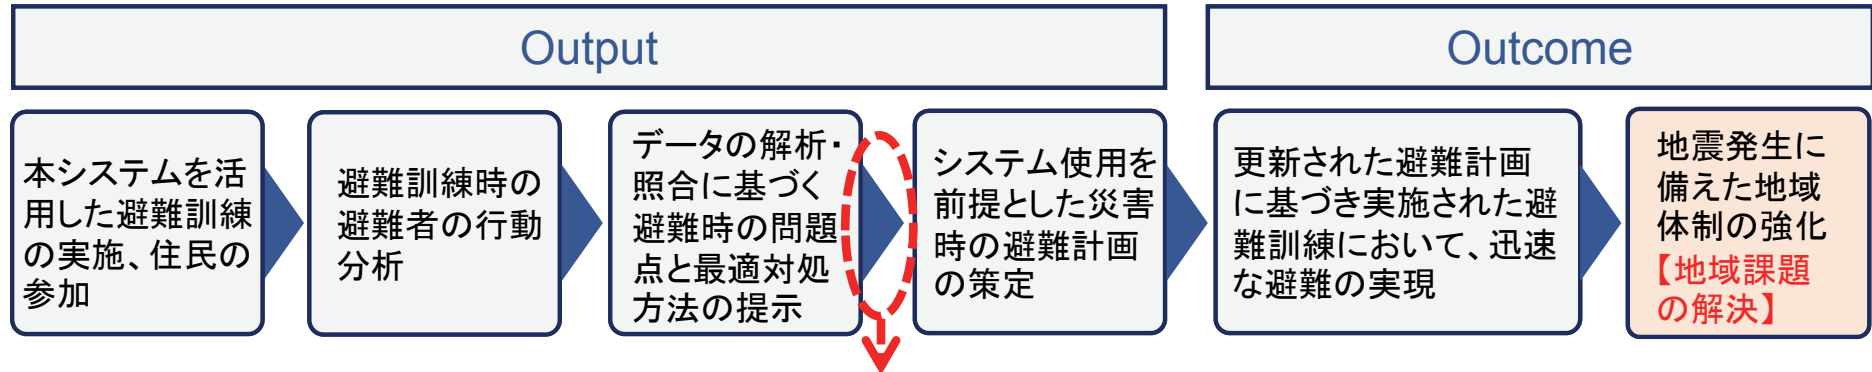 Output
Outcome
本システムを活
用した避難訓練
の実施、住民の
参加
避難訓練時の
避難者の行動
分析
データの解析・
照合に基づく
避難時の問題
点と最適対処
方法の提示
システム使用を
前提とした災害
時の避難計画
の策定
更新された避難計画
に基づき実施された避
難訓練において、迅速
な避難の実現
地震発生に
備えた地域
体制の強化
【地域課題
の解決】